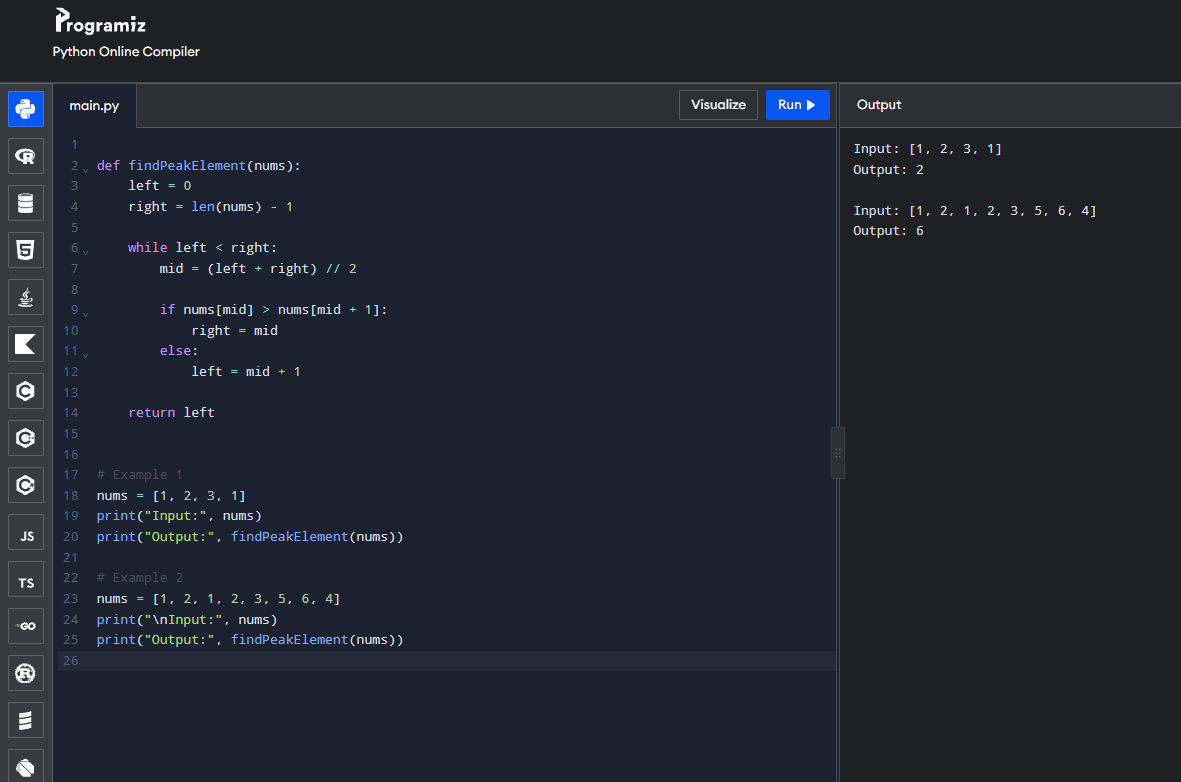 Programiz
Python Online Compiler
main.py
Visualize
Run
Output
1
2 def findPeakElement(nums):
3     left = 0
4     right = len(nums) - 1
5
6     while left < right:
7         mid = (left + right) // 2
8
9         if nums[mid] > nums[mid + 1]:
10             right = mid
11         else:
12             left = mid + 1
13
14     return left
15
16
17 # Example 1
18 nums = [1, 2, 3, 1]
19 print("Input:", nums)
20 print("Output:", findPeakElement(nums))
21
22 # Example 2
23 nums = [1, 2, 1, 2, 3, 5, 6, 4]
24 print("\nInput:", nums)
25 print("Output:", findPeakElement(nums))
26
Input: [1, 2, 3, 1]
Output: 2
Input: [1, 2, 1, 2, 3, 5, 6, 4]
Output: 6
R
5
C
C
C
JS
TS
GO
R